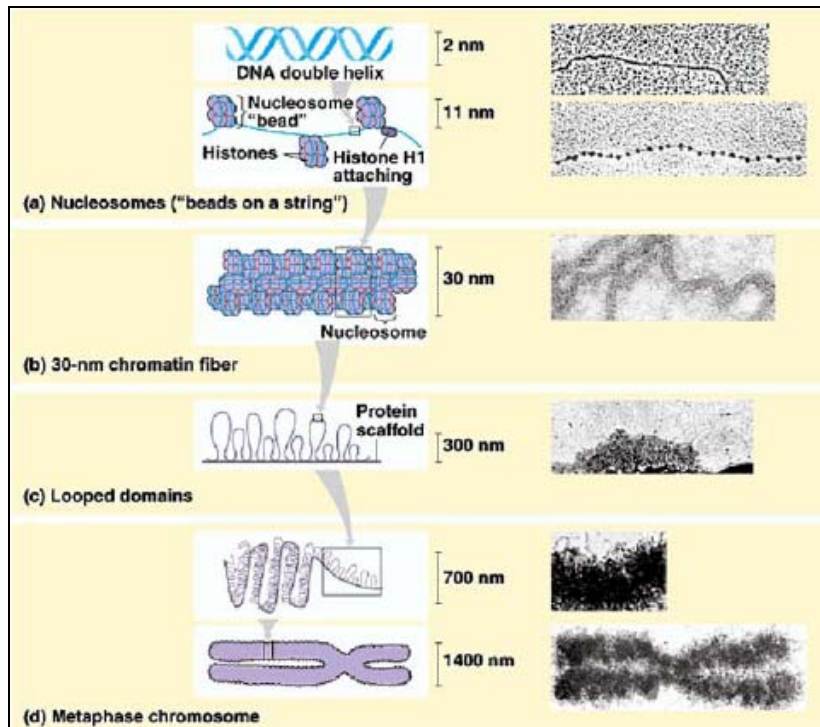 2 nm
DNA double helix
Nucleosome
"bead"
11 nm
Histones
Histone H1
attaching
(a) Nucleosomes ("beads on a string")
30 nm
Nucleosome
(b) 30-nm chromatin fiber
Protein
scaffold
300 nm
(c) Looped domains
700 nm
1400 nm
(d) Metaphase chromosome